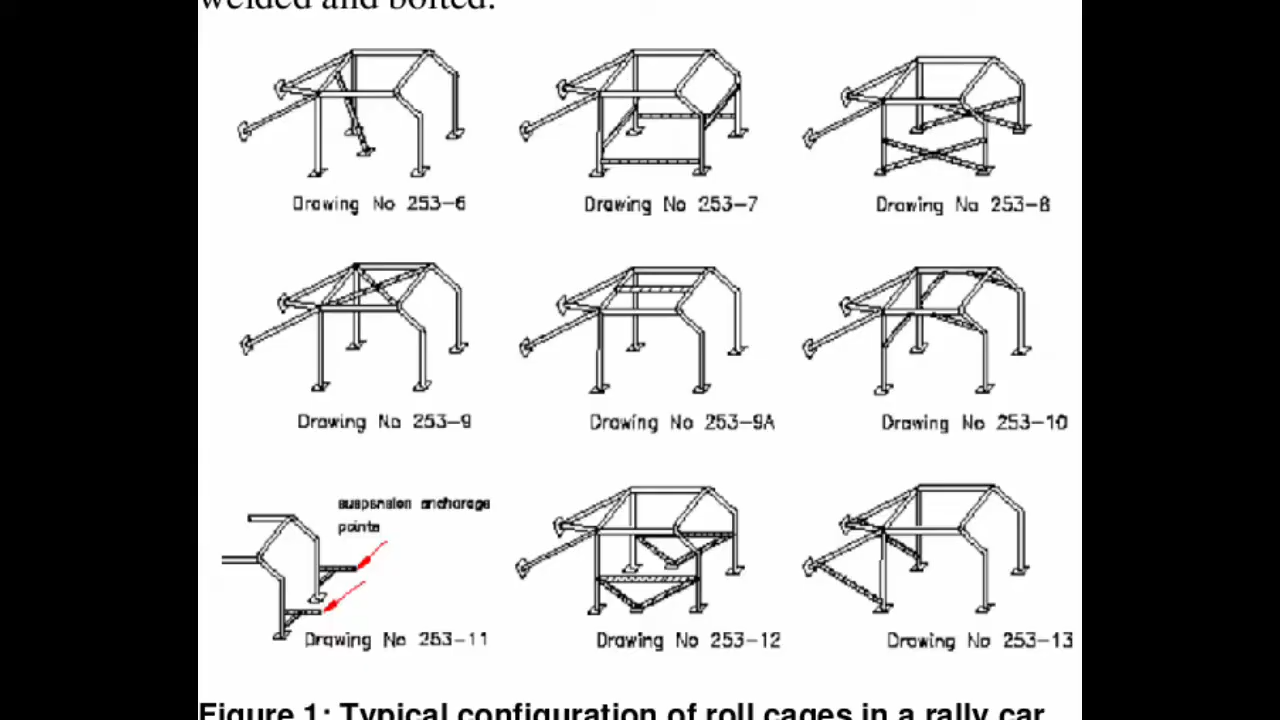 welded and bolted.
Drawing No 253-6
Drawing No 253-7
Drawing No 253-8
Drawing No 253-9
Drawing No 253-9A
Drawing No 253-10
suspension anchorage
points
Drawing No 253-11
Drawing No 253-12
Drawing No 253-13
Figure 1: Typical configuration of roll cages in a rally car